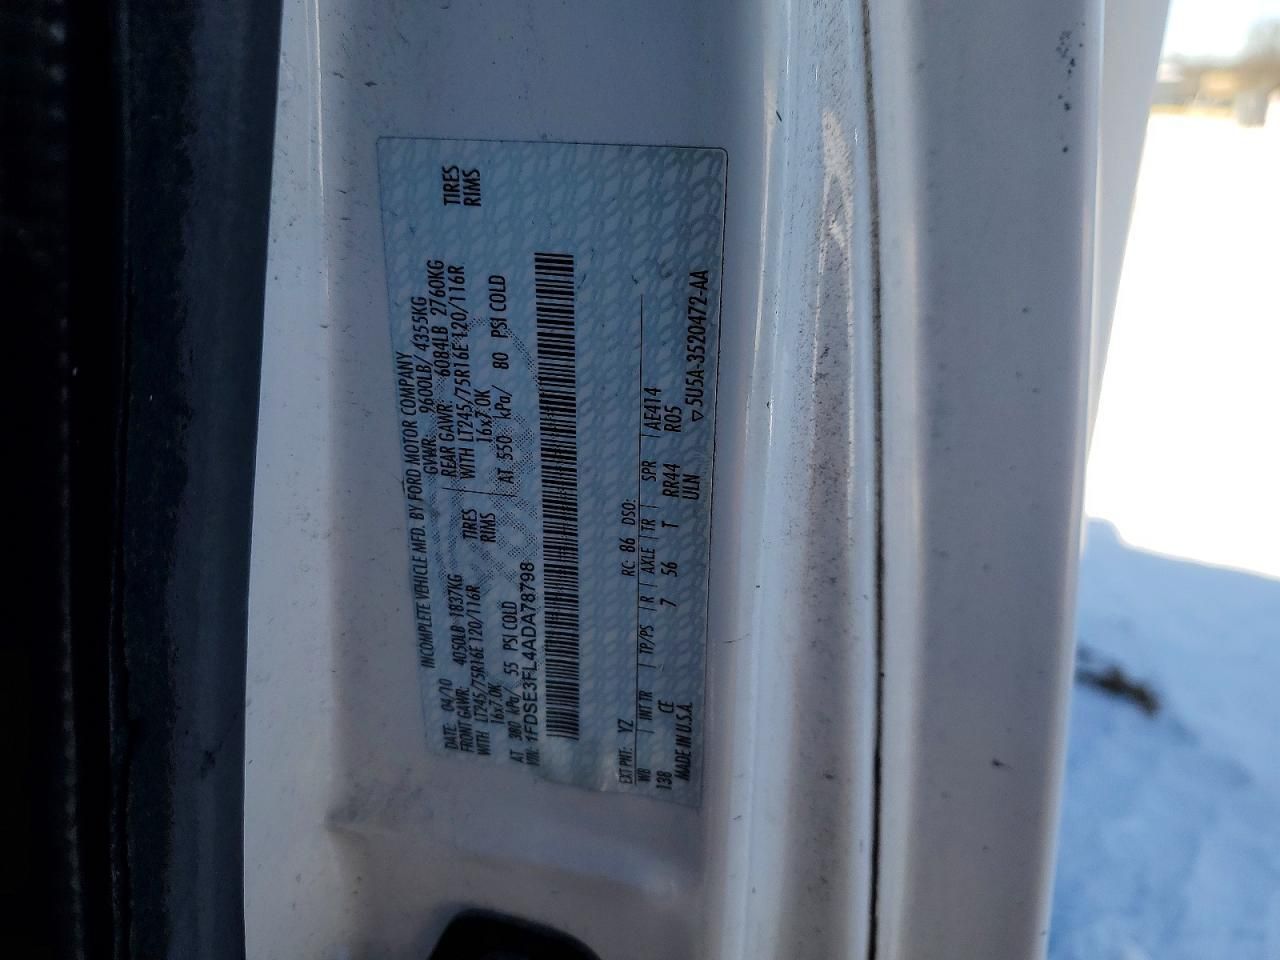 INCOMPLETE VEHICLE MFD. BY FORD MOTOR COMPANY
DATE: 04/10 GVWR: 9600LB/ 4355KG
FRONT GAWR: 4050LB 1837KG REAR GAWR: 6084LB 2760KG
WITH LT245/75R16E 120/116R TIRES WITH LT245/75R16E 120/116R TIRES
16x7.0K RIMS 16x7.0K RIMS
AT 380 kPa/ 55 PSI COLD AT 550 kPa/ 80 PSI COLD
VIN: 1FDSE3FL4ADA78798
EXT PNT: YZ RC: 86 DSO:
WB INT TR TP/PS R AXLE TR SPR AE414
138 CE 7 56 T RR44 R05
MADE IN U.S.A. ULN ▽5U5A-3520472-AA